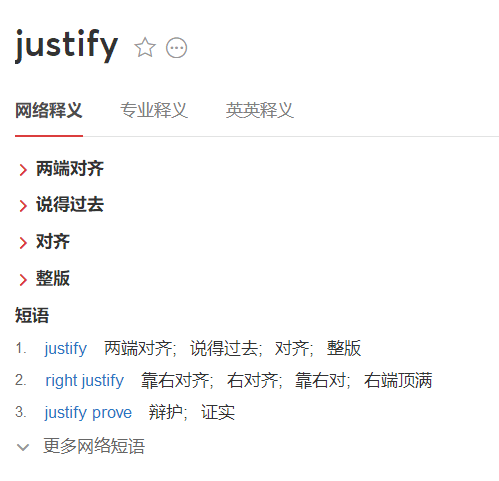 justify
网络释义 专业释义 英英释义
两端对齐
说得过去
对齐
整版
短语
1. justify 两端对齐; 说得过去; 对齐; 整版
2. right justify 靠右对齐; 右对齐; 靠右对; 右端顶满
3. justify prove 辩护; 证实
更多网络短语